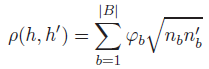 ρ(h, h′) = ∑_{b=1}^{|B|} φ_b √(n_b n′_b)